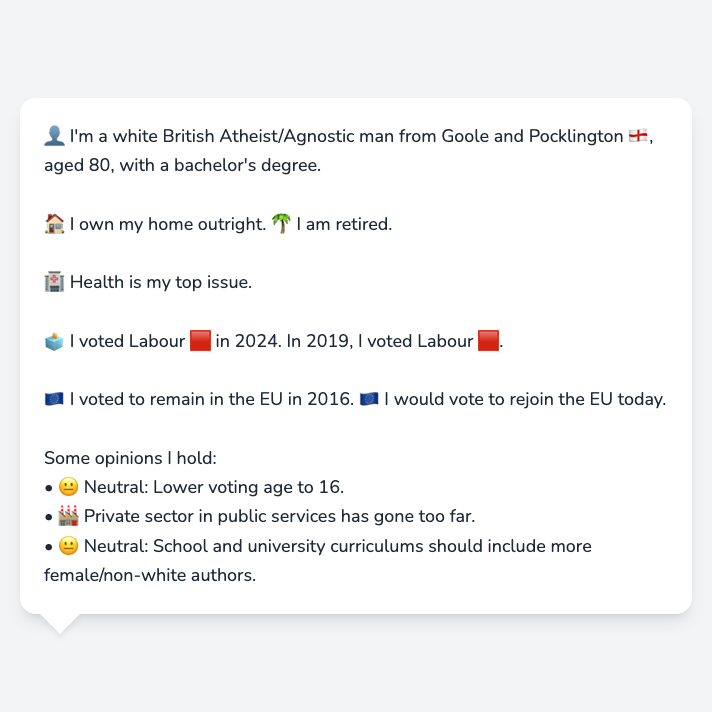 👤 I'm a white British Atheist/Agnostic man from Goole and Pocklington 🏴󠁧󠁢󠁥󠁮󠁧󠁿,
aged 80, with a bachelor's degree.
🏠 I own my home outright. 🌴 I am retired.
🏥 Health is my top issue.
🗳️ I voted Labour 🟥 in 2024. In 2019, I voted Labour 🟥.
🇪🇺 I voted to remain in the EU in 2016. 🇪🇺 I would vote to rejoin the EU today.
Some opinions I hold:
• 😐 Neutral: Lower voting age to 16.
• 🏭 Private sector in public services has gone too far.
• 😐 Neutral: School and university curriculums should include more
female/non-white authors.